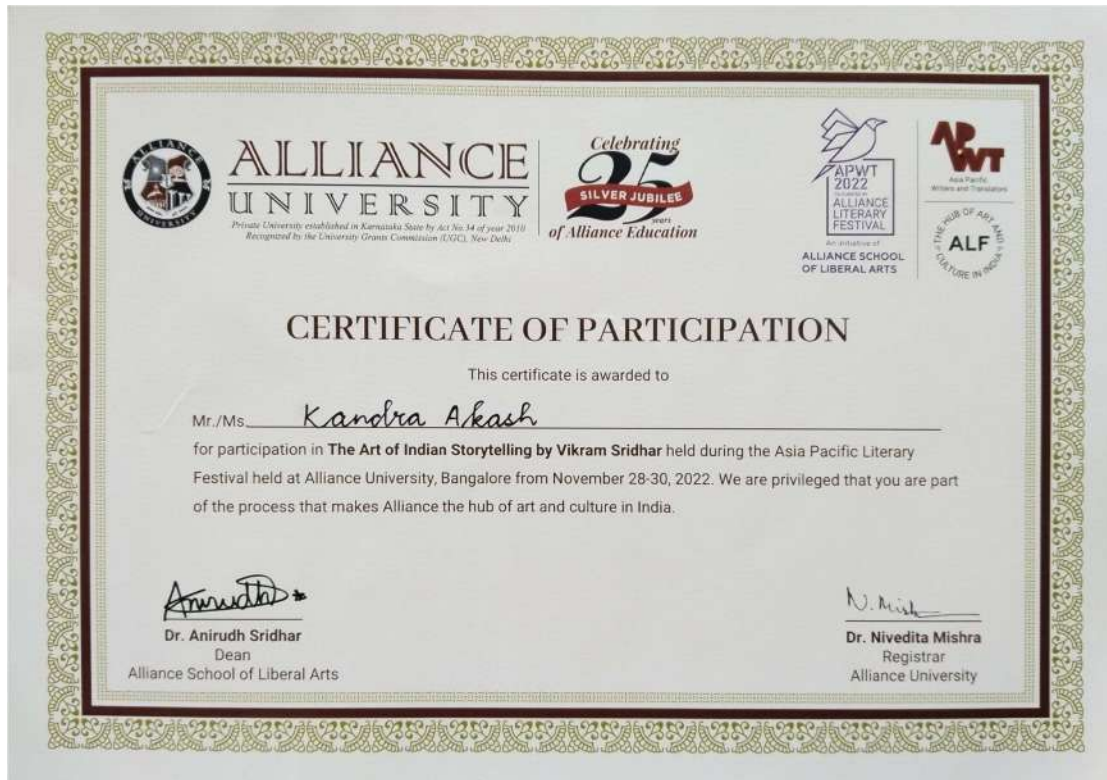 ALLIANCE
UNIVERSITY
ALLIANCE
UNIVERSITY
Private University established in Karnataka State by Act No.34 of year 2010
Recognized by the University Grants Commission (UGC), New Delhi
Celebrating
25
SILVER JUBILEE
years
of Alliance Education
APWT
2022
ALLIANCE
LITERARY
FESTIVAL
An initiative of
ALLIANCE SCHOOL
OF LIBERAL ARTS
APWT
Asia Pacific
Writers and Translators
THE HUB OF ART AND
CULTURE IN INDIA
ALF
CERTIFICATE OF PARTICIPATION
This certificate is awarded to
Mr./Ms. Kandra Akash
for participation in The Art of Indian Storytelling by Vikram Sridhar held during the Asia Pacific Literary
Festival held at Alliance University, Bangalore from November 28-30, 2022. We are privileged that you are part
of the process that makes Alliance the hub of art and culture in India.
Anirudh
N. Mish
Dr. Anirudh Sridhar
Dean
Alliance School of Liberal Arts
Dr. Nivedita Mishra
Registrar
Alliance University